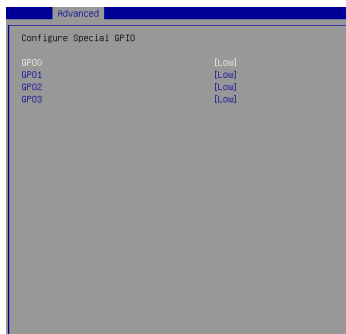 Advanced
Configure Special GPIO
GPO0 [Low]
GPO1 [Low]
GPO2 [Low]
GPO3 [Low]